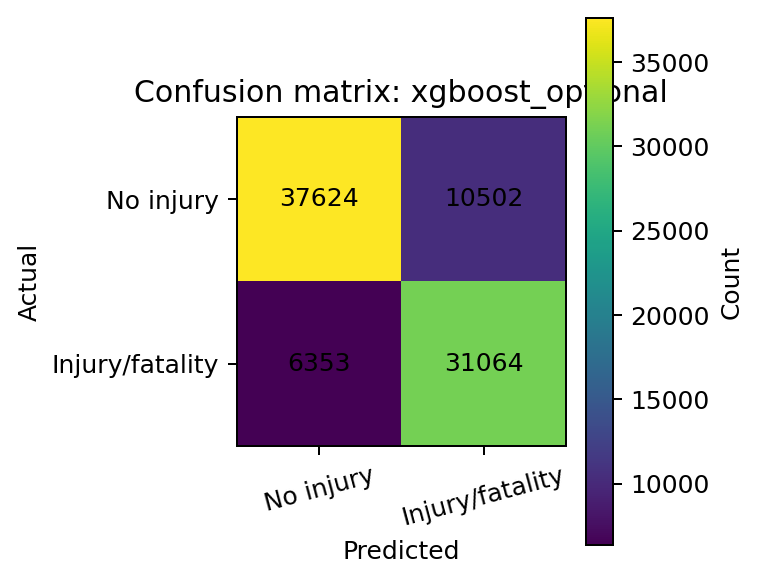 Confusion matrix: xgboost_optional
Actual
No injury
Injury/fatality
37624
10502
6353
31064
No injury
Injury/fatality
Predicted
35000
30000
25000
20000
15000
10000
Count